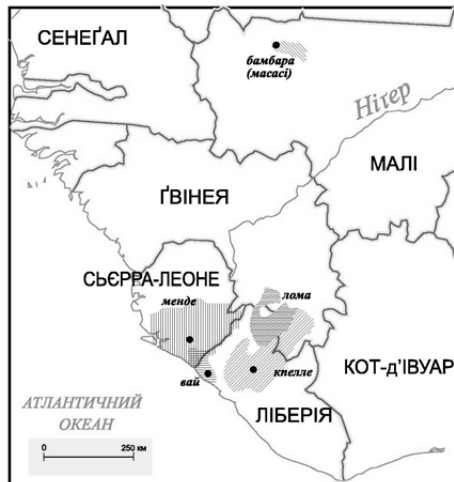 СЕНЕҐАЛ
бамбара
(масасі)
Ніґер
МАЛІ
ҐВІНЕЯ
СЬЄРРА-ЛЕОНЕ
менде
лома
вай
кпелле
КОТ-д’ІВУАР
ЛІБЕРІЯ
АТЛАНТИЧНИЙ
ОКЕАН
0 250 км